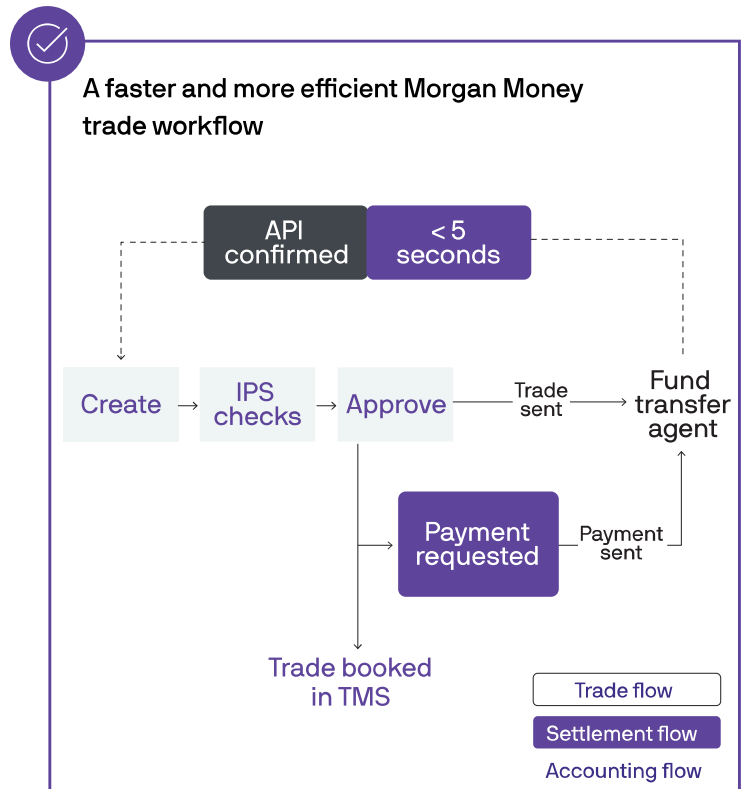 A faster and more efficient Morgan Money
trade workflow
API
confirmed
< 5
seconds
Create
IPS
checks
Approve
Trade
sent
Fund
transfer
agent
Payment
requested
Payment
sent
Trade booked
in TMS
Trade flow
Settlement flow
Accounting flow